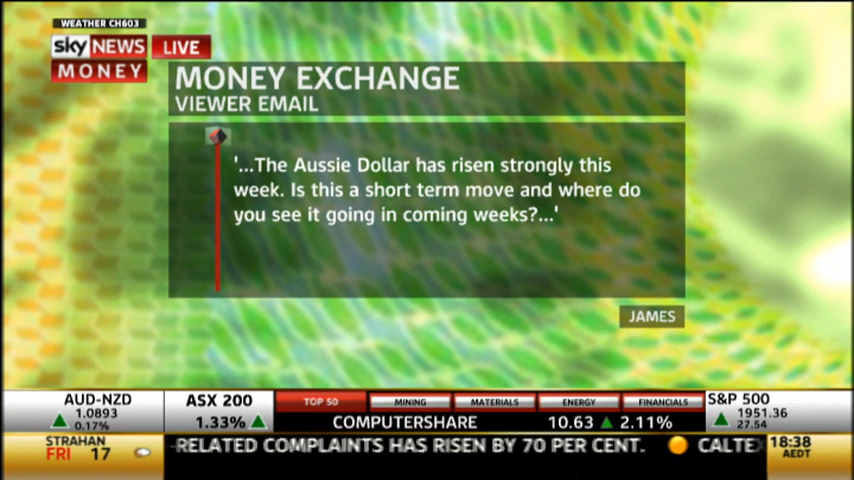 WEATHER CH603
sky NEWS LIVE
MONEY
MONEY EXCHANGE
VIEWER EMAIL
'...The Aussie Dollar has risen strongly this
week. Is this a short term move and where do
you see it going in coming weeks?...'
JAMES
AUD-NZD
1.0893
0.17%
ASX 200
1.33%
TOP 50 MINING MATERIALS ENERGY FINANCIALS
COMPUTERSHARE 10.63 2.11%
S&P 500
1951.36
27.54
STRAHAN
FRI 17
-RELATED COMPLAINTS HAS RISEN BY 70 PER CENT. CALTE
18:38
AEDT